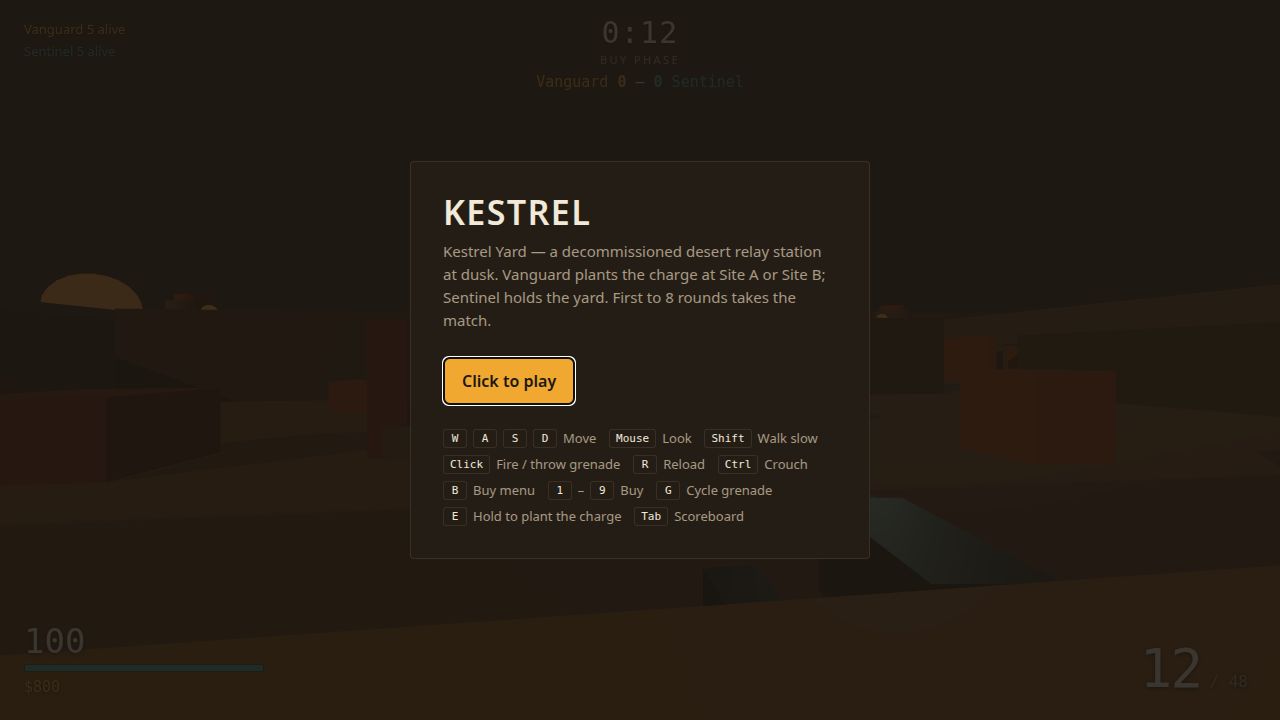 Vanguard 5 alive
Sentinel 5 alive
0:12
BUY PHASE
Vanguard 0 — 0 Sentinel
KESTREL
Kestrel Yard — a decommissioned desert relay station
at dusk. Vanguard plants the charge at Site A or Site B;
Sentinel holds the yard. First to 8 rounds takes the
match.
Click to play
W A S D Move Mouse Look Shift Walk slow
Click Fire / throw grenade R Reload Ctrl Crouch
B Buy menu 1 – 9 Buy G Cycle grenade
E Hold to plant the charge Tab Scoreboard
100
$800
12 / 48